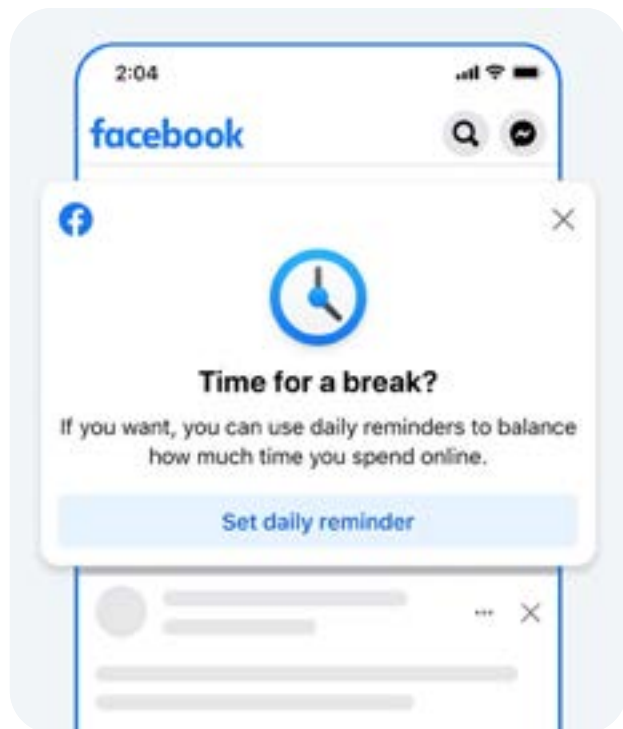 2:04
facebook
Time for a break?
If you want, you can use daily reminders to balance
how much time you spend online.
Set daily reminder